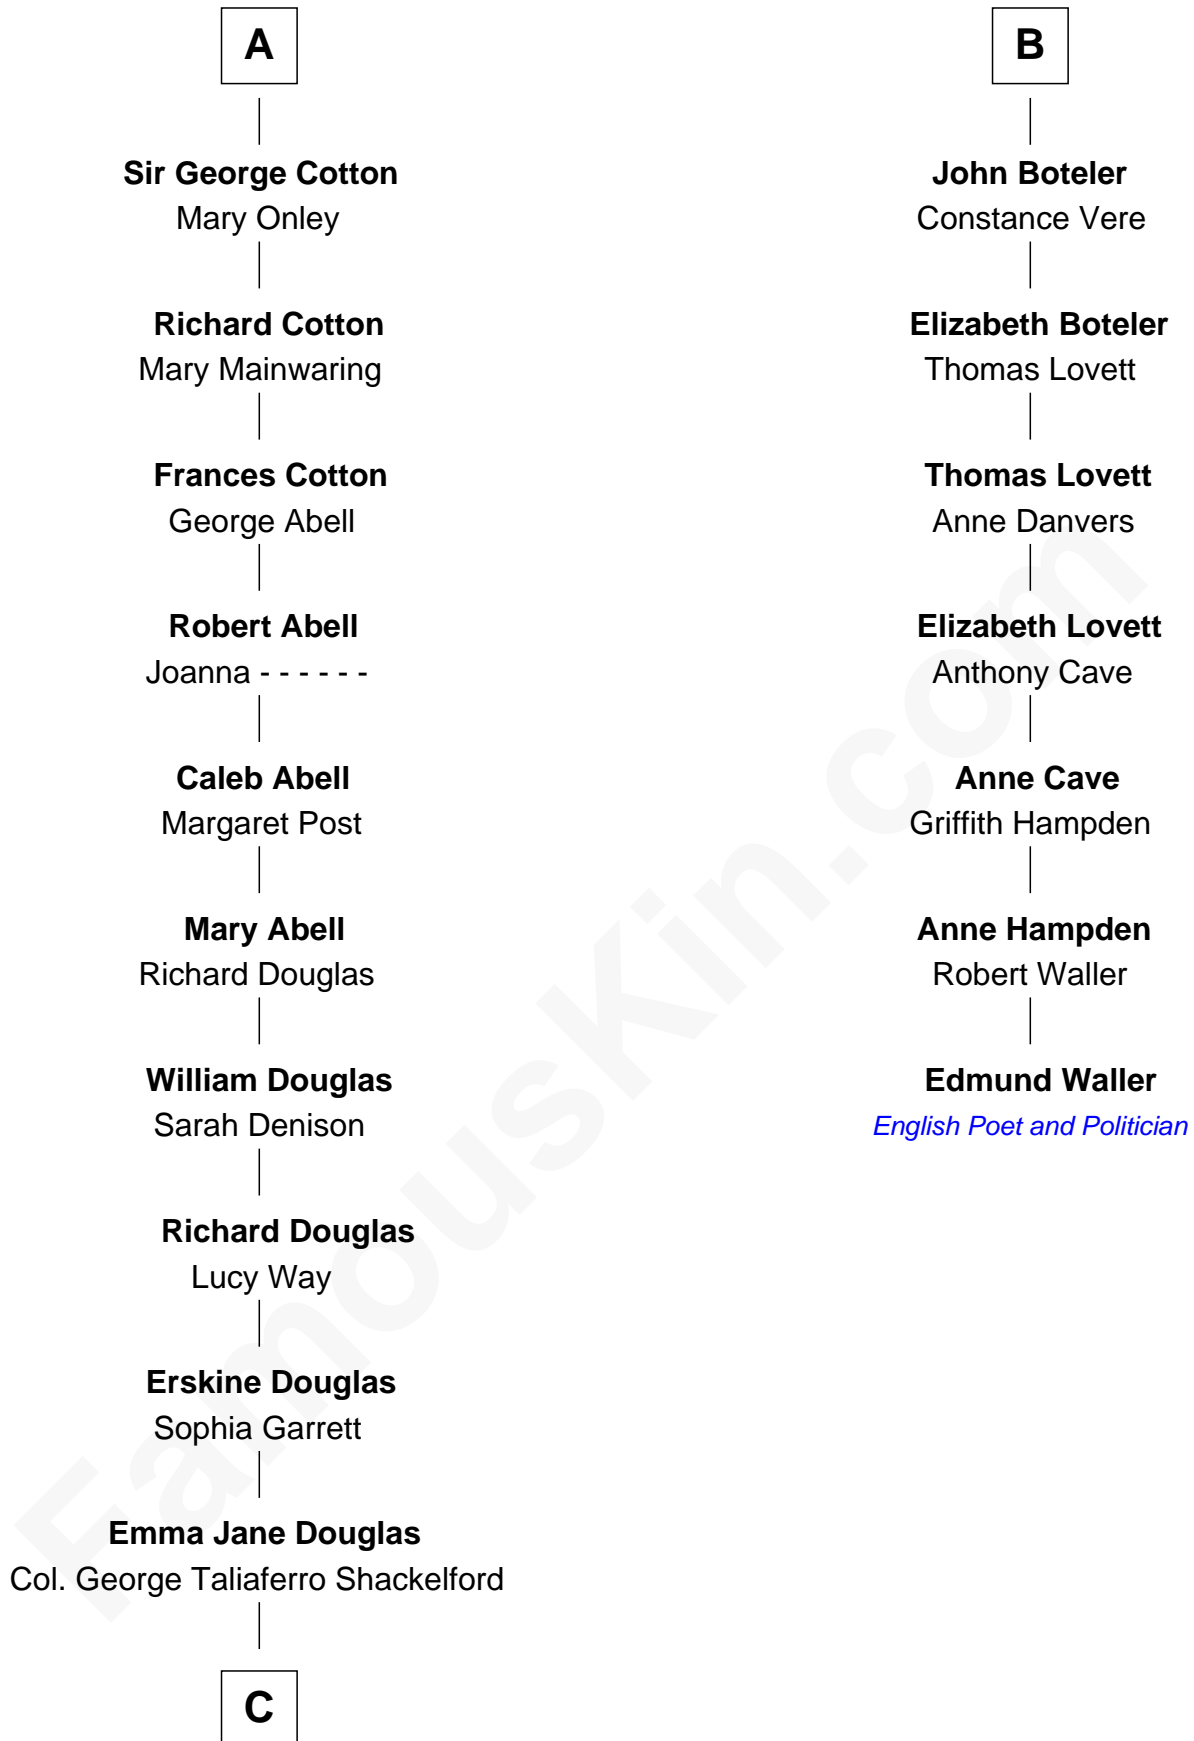 A
Sir George Cotton
Mary Onley
Richard Cotton
Mary Mainwaring
Frances Cotton
George Abell
Robert Abell
Joanna - - - - - -
Caleb Abell
Margaret Post
Mary Abell
Richard Douglas
William Douglas
Sarah Denison
Richard Douglas
Lucy Way
Erskine Douglas
Sophia Garrett
Emma Jane Douglas
Col. George Taliaferro Shackelford
C
B
John Boteler
Constance Vere
Elizabeth Boteler
Thomas Lovett
Thomas Lovett
Anne Danvers
Elizabeth Lovett
Anthony Cave
Anne Cave
Griffith Hampden
Anne Hampden
Robert Waller
Edmund Waller
English Poet and Politician
FamousKin.com